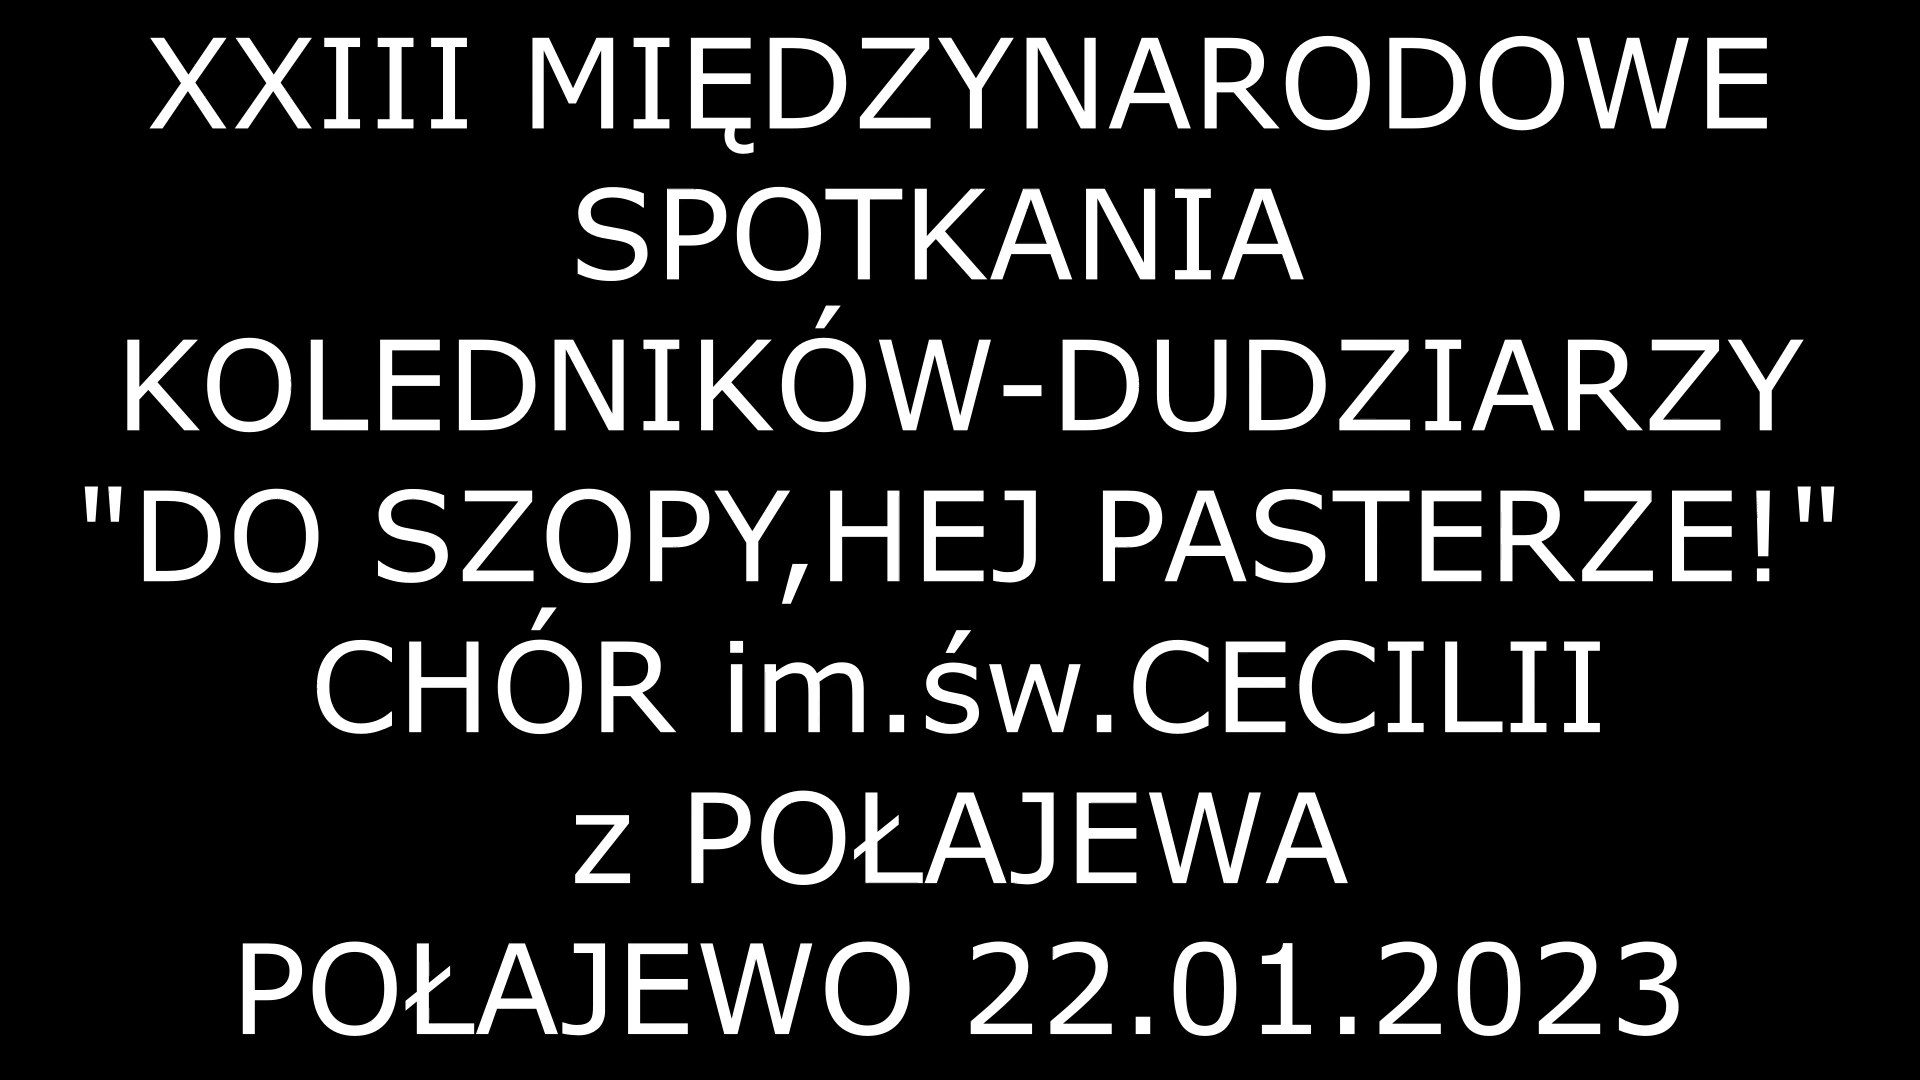 XXIII MIĘDZYNARODOWE
SPOTKANIA
KOLEDNIKÓW-DUDZIARZY
"DO SZOPY,HEJ PASTERZE!"
CHÓR im.św.CECILII
z POŁAJEWA
POŁAJEWO 22.01.2023